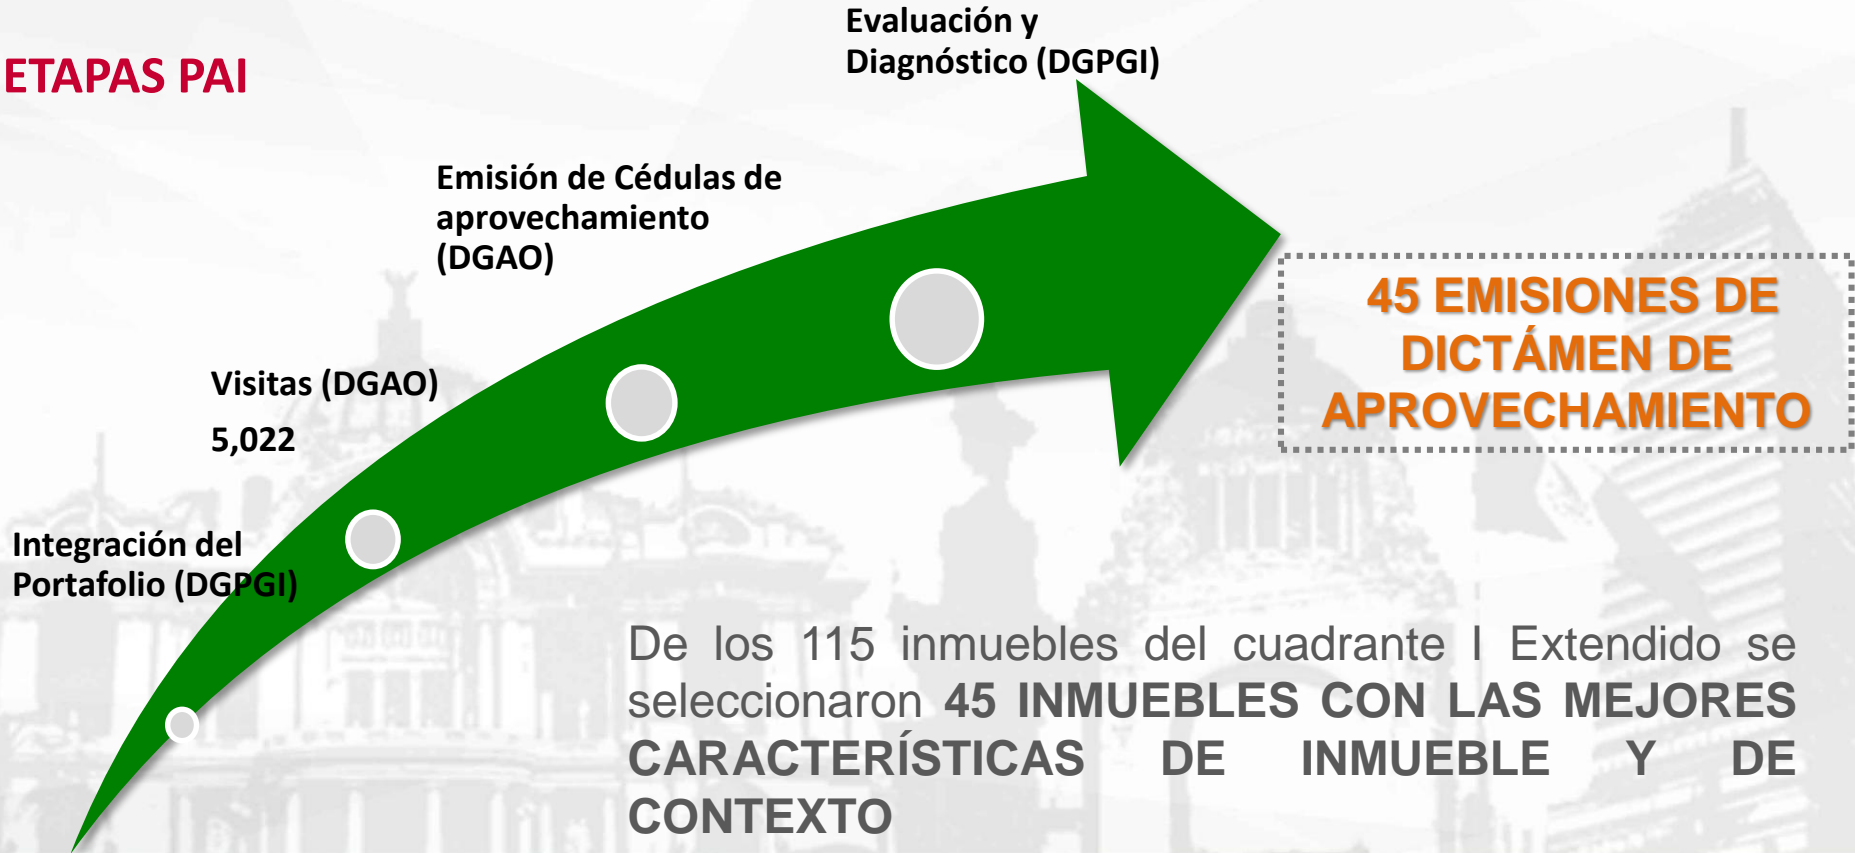 ETAPAS PAI
Evaluación y
Diagnóstico (DGPGI)
Emisión de Cédulas de
aprovechamiento
(DGAO)
Visitas (DGAO)
5,022
Integración del
Portafolio (DGPGI)
45 EMISIONES DE
DICTÁMEN DE
APROVECHAMIENTO
De los 115 inmuebles del cuadrante I Extendido se
seleccionaron 45 INMUEBLES CON LAS MEJORES
CARACTERÍSTICAS DE INMUEBLE Y DE
CONTEXTO